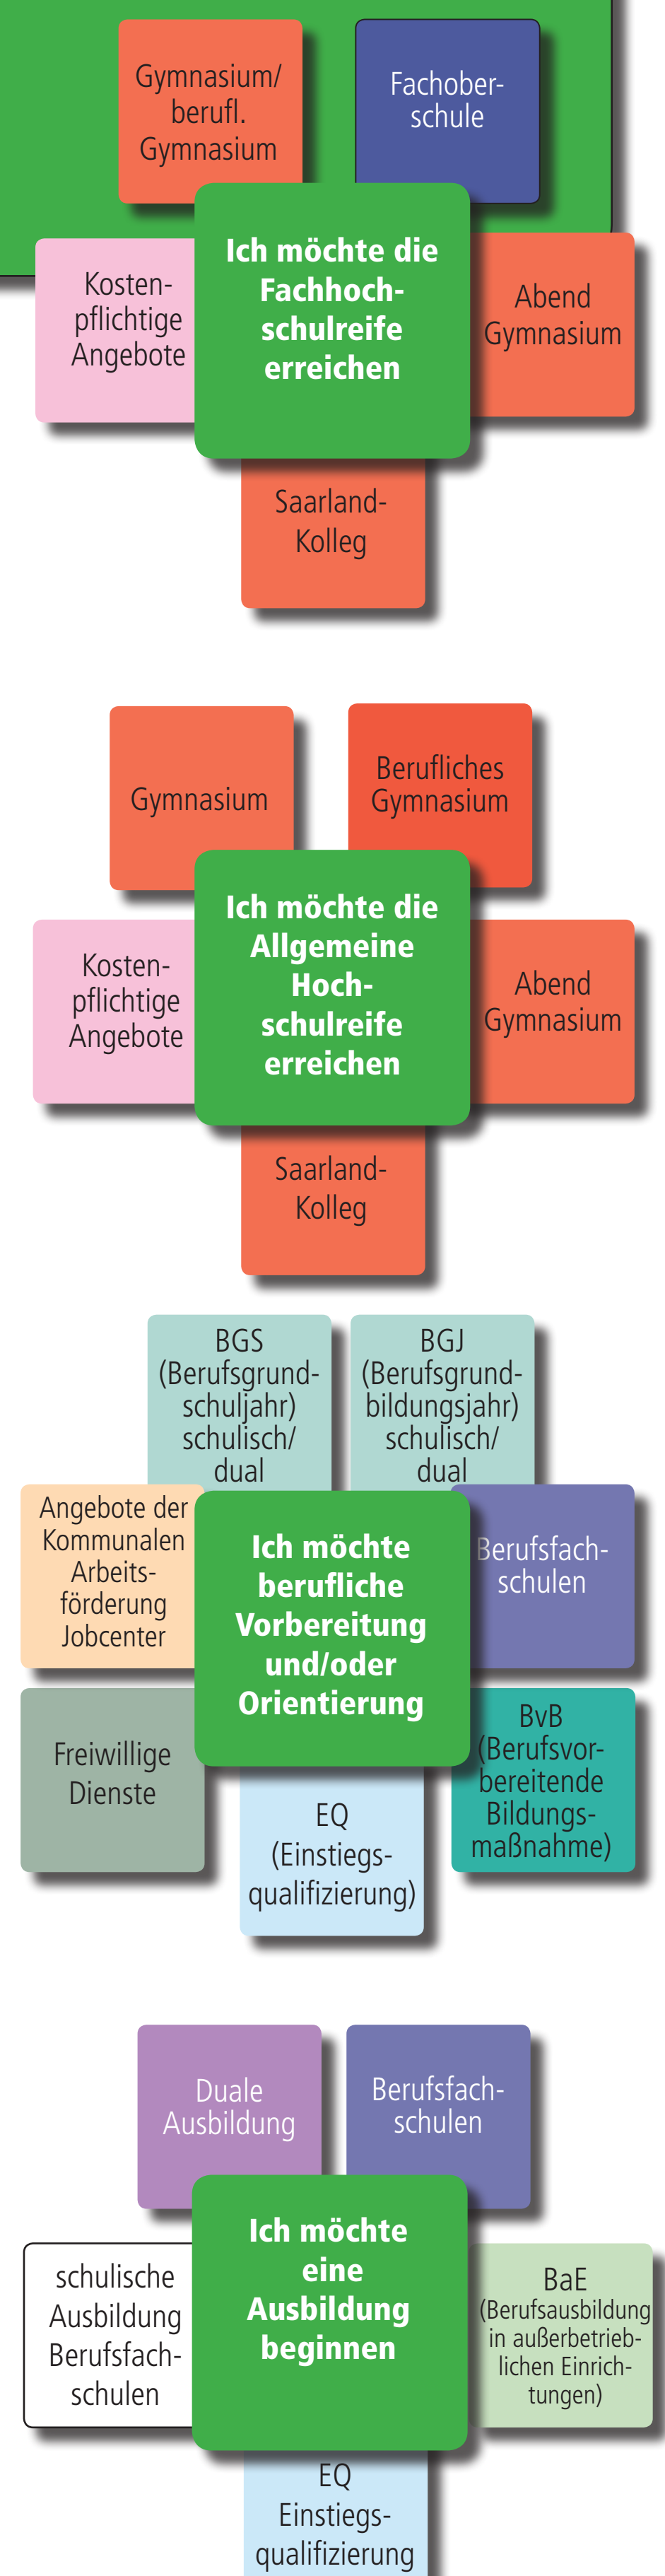 Gymnasium/
berufl.
Gymnasium
Fachober-
schule
Kosten-
pflichtige
Angebote
Ich möchte die
Fachhoch-
schulreife
erreichen
Abend
Gymnasium
Saarland-
Kolleg
Gymnasium
Berufliches
Gymnasium
Kosten-
pflichtige
Angebote
Ich möchte die
Allgemeine
Hoch-
schulreife
erreichen
Abend
Gymnasium
Saarland-
Kolleg
BGS
(Berufsgrund-
schuljahr)
schulisch/
dual
BGJ
(Berufsgrund-
bildungsjahr)
schulisch/
dual
Angebote der
Kommunalen
Arbeits-
förderung
Jobcenter
Ich möchte
berufliche
Vorbereitung
und/oder
Orientierung
Berufsfach-
schulen
Freiwillige
Dienste
EQ
(Einstiegs-
qualifizierung)
BvB
(Berufsvor-
bereitende
Bildungs-
maßnahme)
Duale
Ausbildung
Berufsfach-
schulen
schulische
Ausbildung
Berufsfach-
schulen
Ich möchte
eine
Ausbildung
beginnen
BaE
(Berufsausbildung
in außerbetrieb-
lichen Einrich-
tungen)
EQ
Einstiegs-
qualifizierung